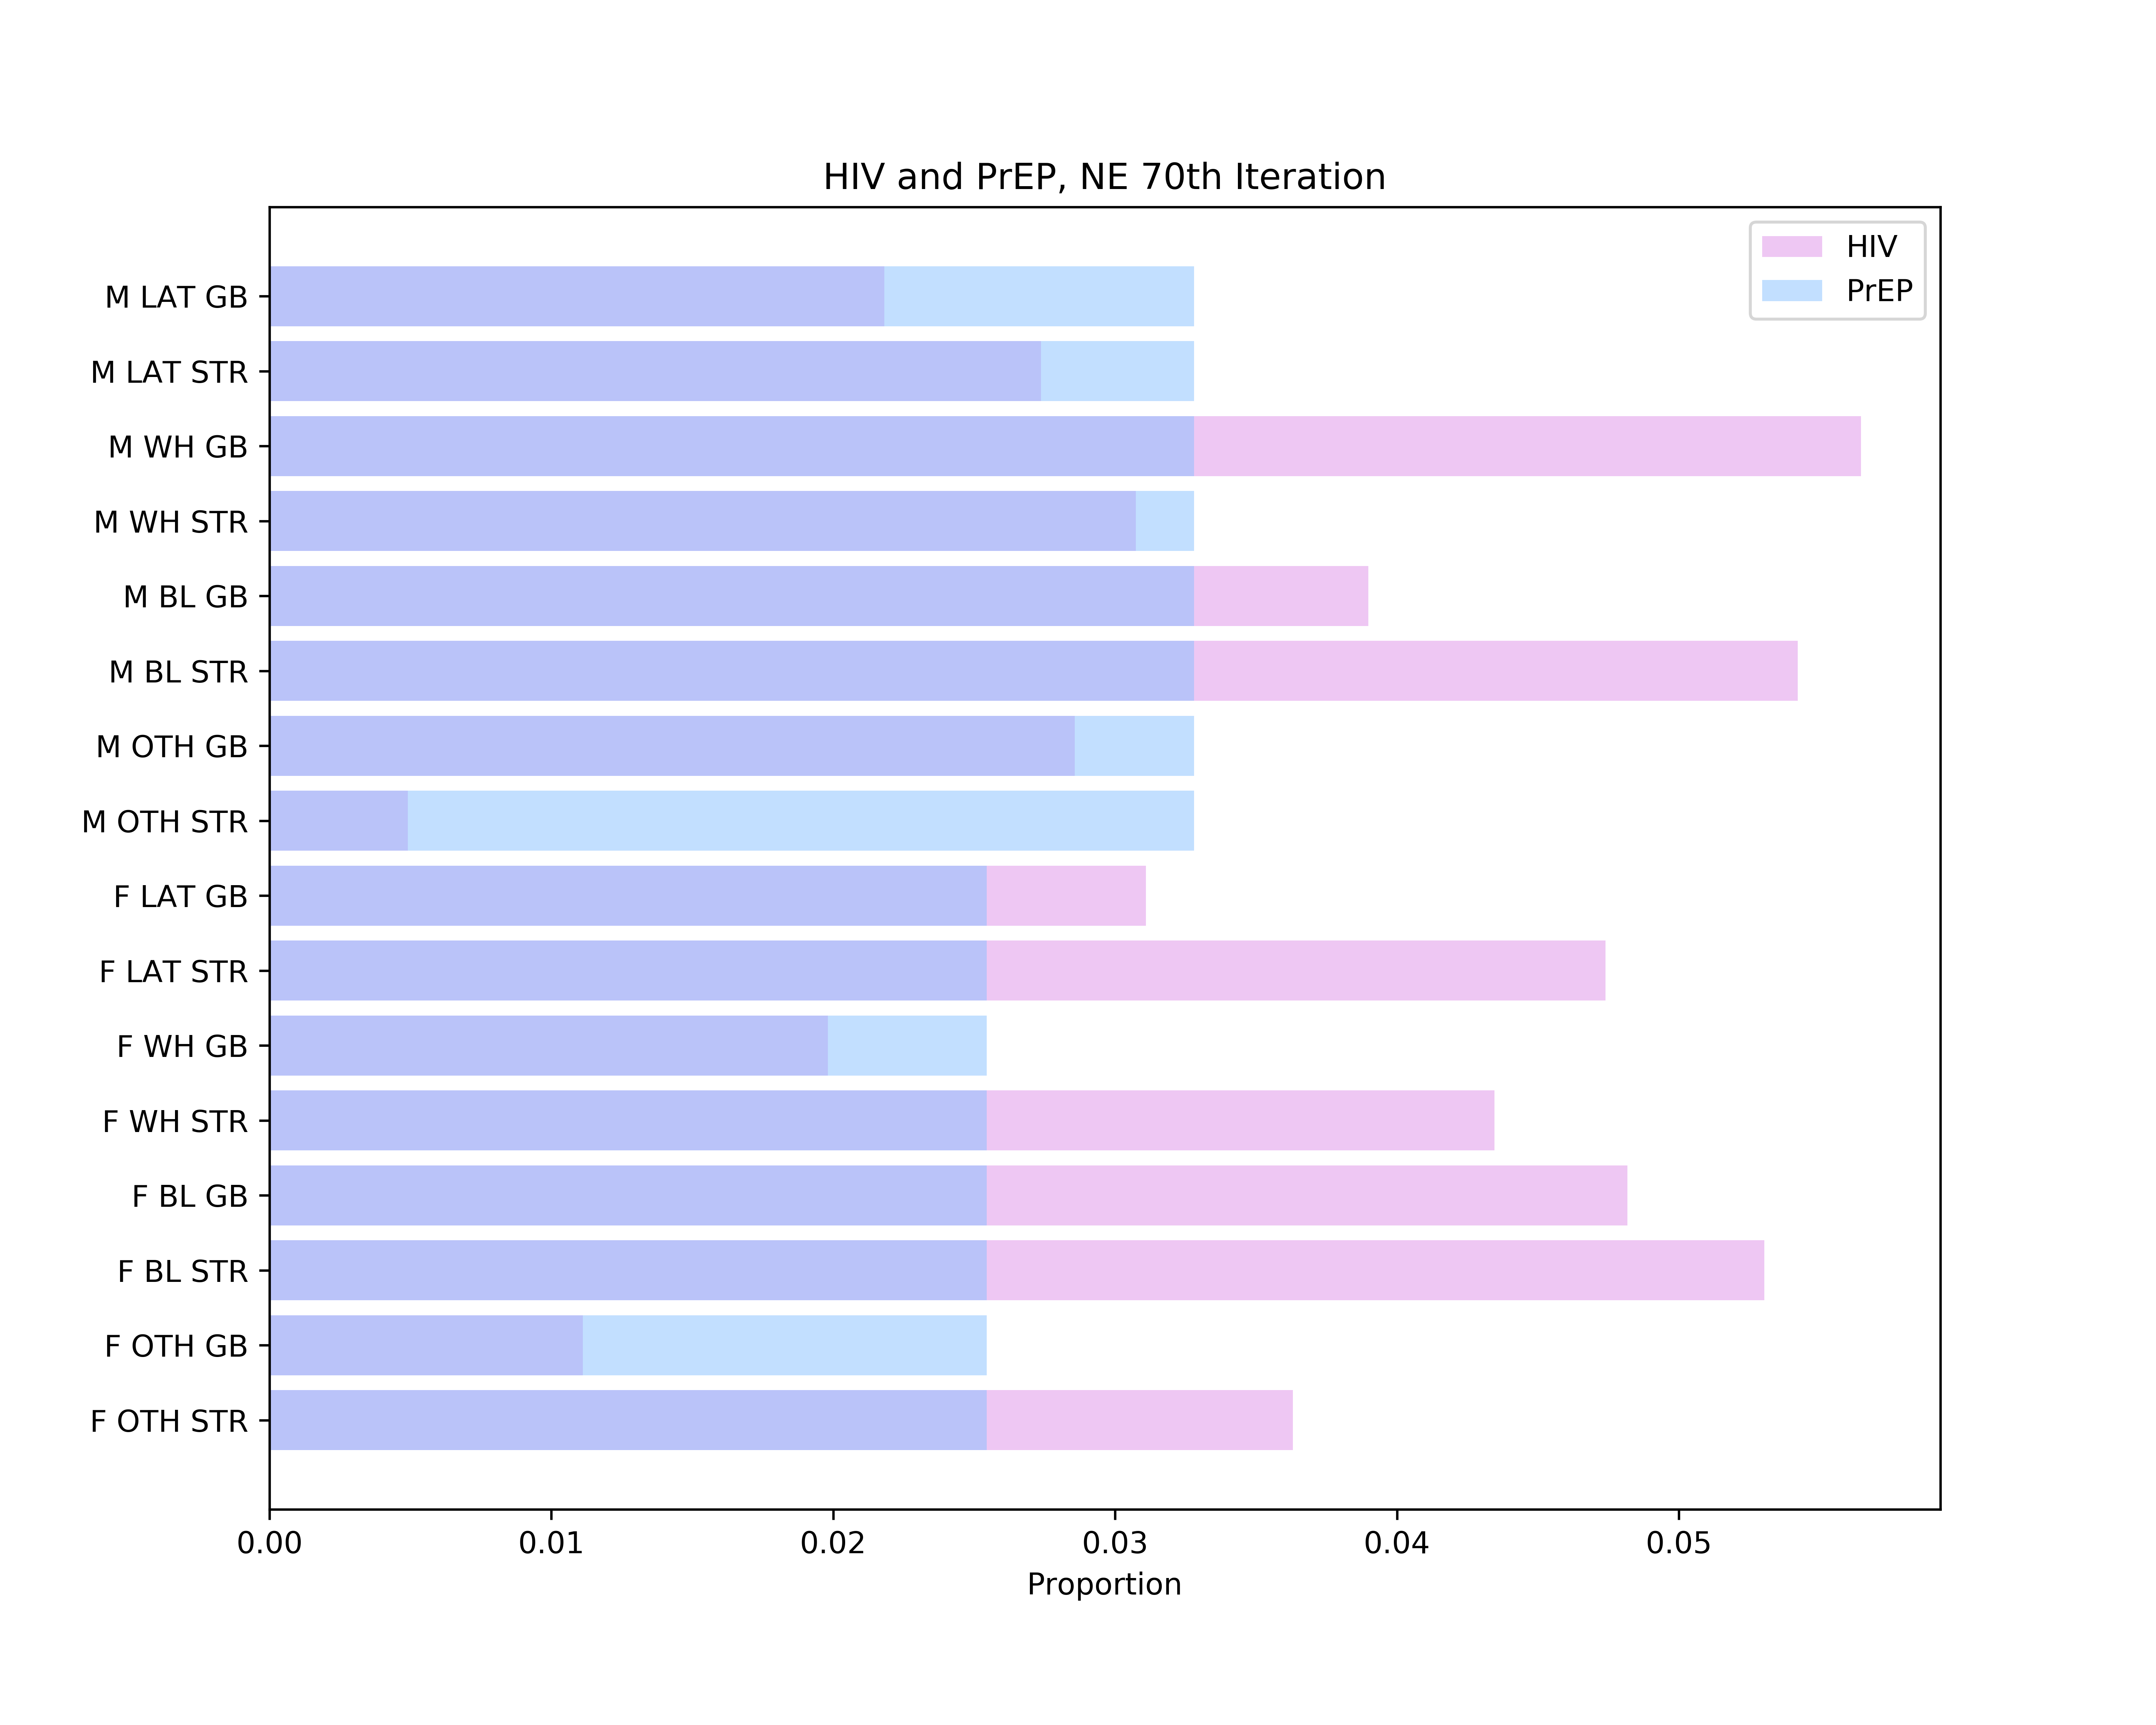 HIV and PrEP, NE 70th Iteration
HIV
PrEP
M LAT GB
M LAT STR
M WH GB
M WH STR
M BL GB
M BL STR
M OTH GB
M OTH STR
F LAT GB
F LAT STR
F WH GB
F WH STR
F BL GB
F BL STR
F OTH GB
F OTH STR
0.00 0.01 0.02 0.03 0.04 0.05
Proportion